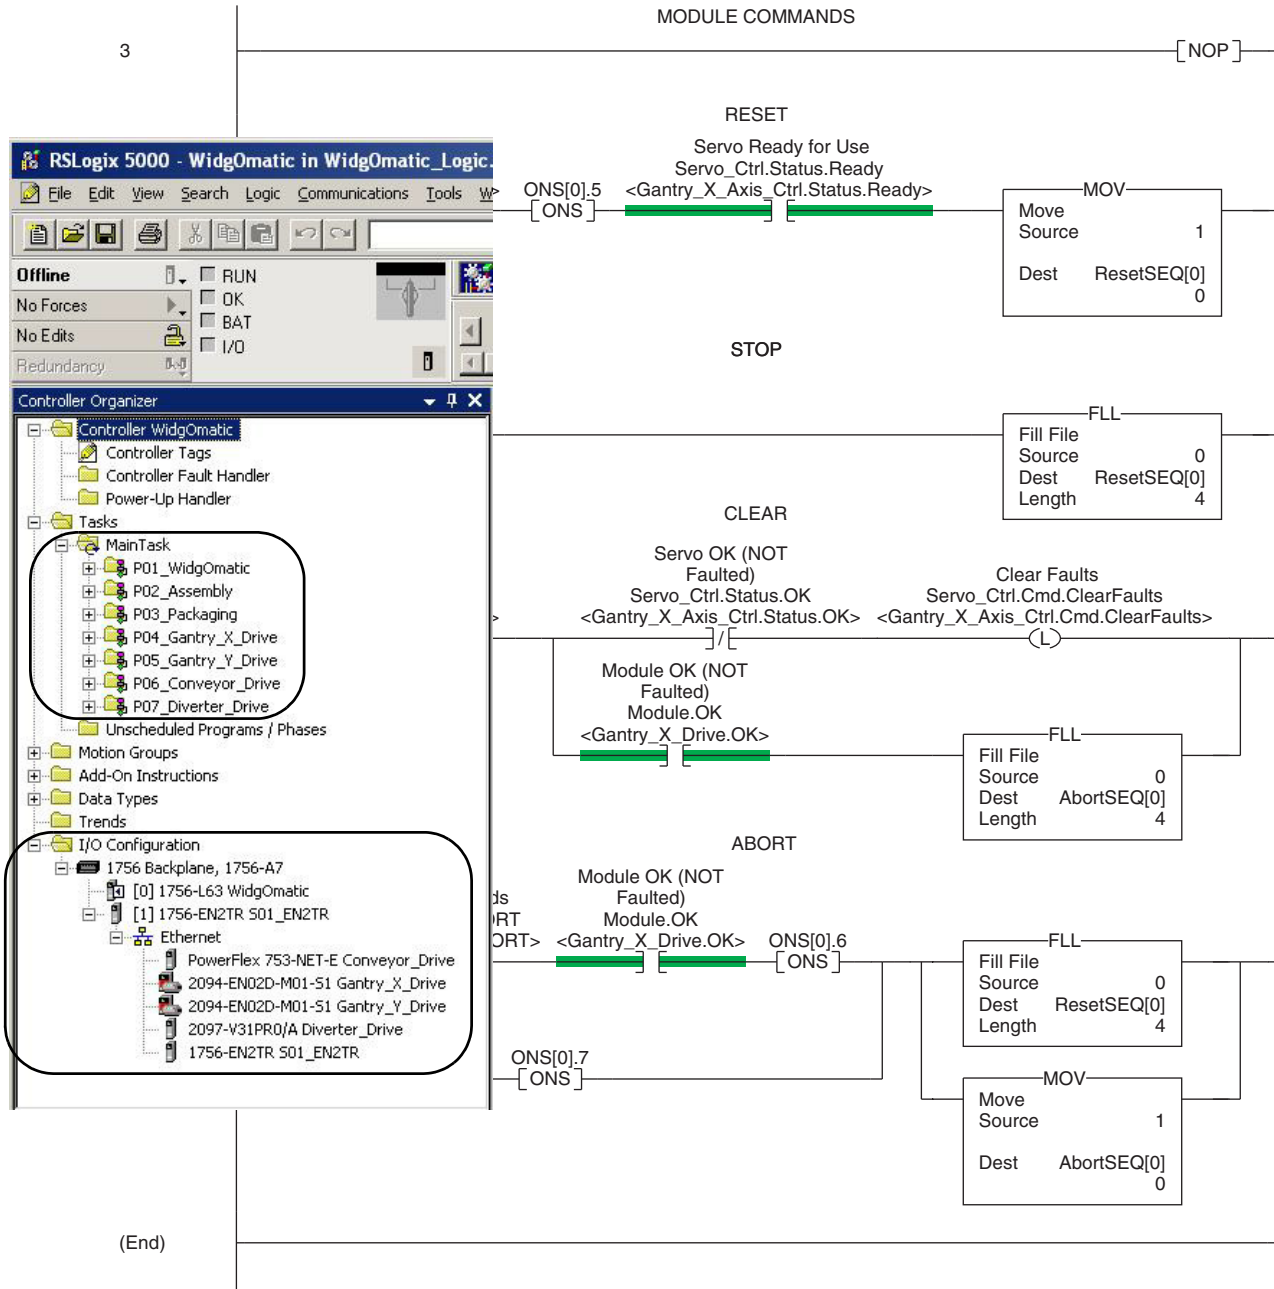 MODULE COMMANDS
3
NOP
RESET
Servo Ready for Use
Servo_Ctrl.Status.Ready
ONS[0].5 <Gantry_X_Axis_Ctrl.Status.Ready>
ONS
MOV
Move
Source 1
Dest ResetSEQ[0]
0
STOP
FLL
Fill File
Source 0
Dest ResetSEQ[0]
Length 4
CLEAR
Servo OK (NOT
Faulted)
Servo_Ctrl.Status.OK
<Gantry_X_Axis_Ctrl.Status.OK>
Clear Faults
Servo_Ctrl.Cmd.ClearFaults
<Gantry_X_Axis_Ctrl.Cmd.ClearFaults>
L
Module OK (NOT
Faulted)
Module.OK
<Gantry_X_Drive.OK>
FLL
Fill File
Source 0
Dest AbortSEQ[0]
Length 4
ABORT
ds
RT
ORT>
Module OK (NOT
Faulted)
Module.OK
<Gantry_X_Drive.OK>
ONS[0].6
ONS
FLL
Fill File
Source 0
Dest ResetSEQ[0]
Length 4
ONS[0].7
ONS
MOV
Move
Source 1
Dest AbortSEQ[0]
0
(End)
RSLogix 5000 - WidgOmatic in WidgOmatic_Logic.
File Edit View Search Logic Communications Tools W
Offline
RUN
No Forces
OK
No Edits
BAT
I/O
Redundancy
Controller Organizer
Controller WidgOmatic
Controller Tags
Controller Fault Handler
Power-Up Handler
Tasks
MainTask
P01_WidgOmatic
P02_Assembly
P03_Packaging
P04_Gantry_X_Drive
P05_Gantry_Y_Drive
P06_Conveyor_Drive
P07_Diverter_Drive
Unscheduled Programs / Phases
Motion Groups
Add-On Instructions
Data Types
Trends
I/O Configuration
1756 Backplane, 1756-A7
[0] 1756-L63 WidgOmatic
[1] 1756-EN2TR S01_EN2TR
Ethernet
PowerFlex 753-NET-E Conveyor_Drive
2094-EN02D-M01-S1 Gantry_X_Drive
2094-EN02D-M01-S1 Gantry_Y_Drive
2097-V31PR0/A Diverter_Drive
1756-EN2TR S01_EN2TR